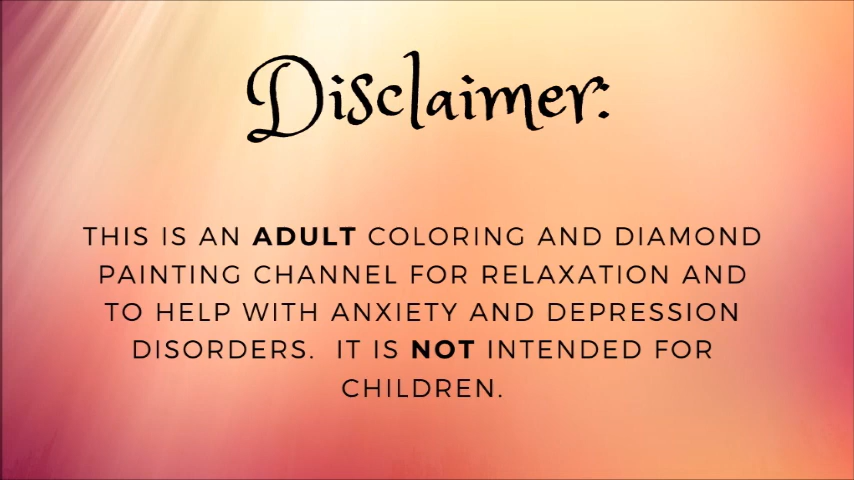 Disclaimer:
THIS IS AN ADULT COLORING AND DIAMOND
PAINTING CHANNEL FOR RELAXATION AND
TO HELP WITH ANXIETY AND DEPRESSION
DISORDERS.  IT IS NOT INTENDED FOR
CHILDREN.